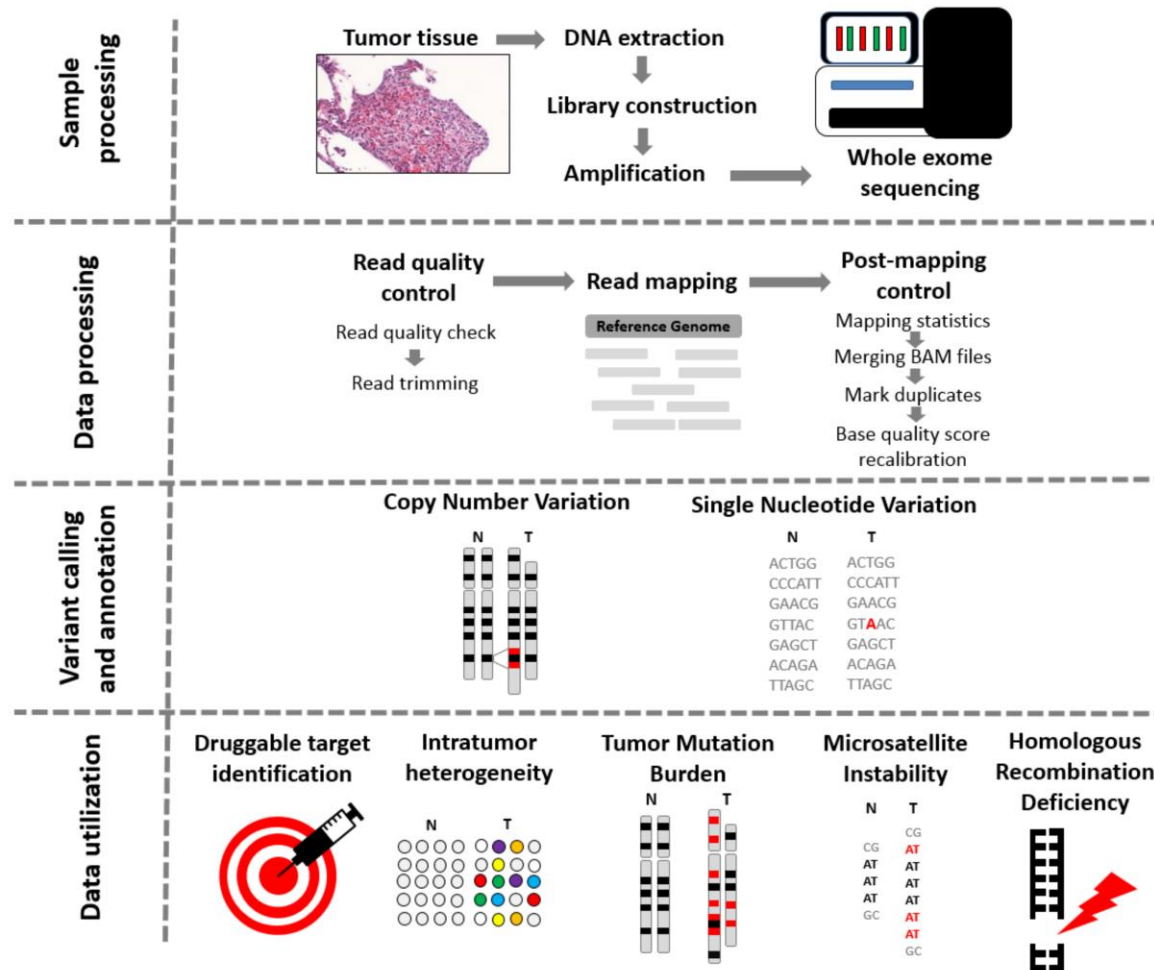 Sample
processing
Tumor tissue
DNA extraction
Library construction
Amplification
Whole exome
sequencing
Data processing
Read quality
control
Read quality check
Read trimming
Read mapping
Reference Genome
Post-mapping
control
Mapping statistics
Merging BAM files
Mark duplicates
Base quality score
recalibration
Variant calling
and annotation
Copy Number Variation
N T
Single Nucleotide Variation
N T
ACTGG ACTGG
CCCATT CCCATT
GAACG GAACG
GTTAC GTAAC
GAGCT GAGCT
ACAGA ACAGA
TTAGC TTAGC
Data utilization
Druggable target
identification
Intratumor
heterogeneity
N T
Tumor Mutation
Burden
N T
Microsatellite
Instability
N T
CG
CG AT
AT AT
AT AT
AT AT
GC AT
AT
GC
Homologous
Recombination
Deficiency